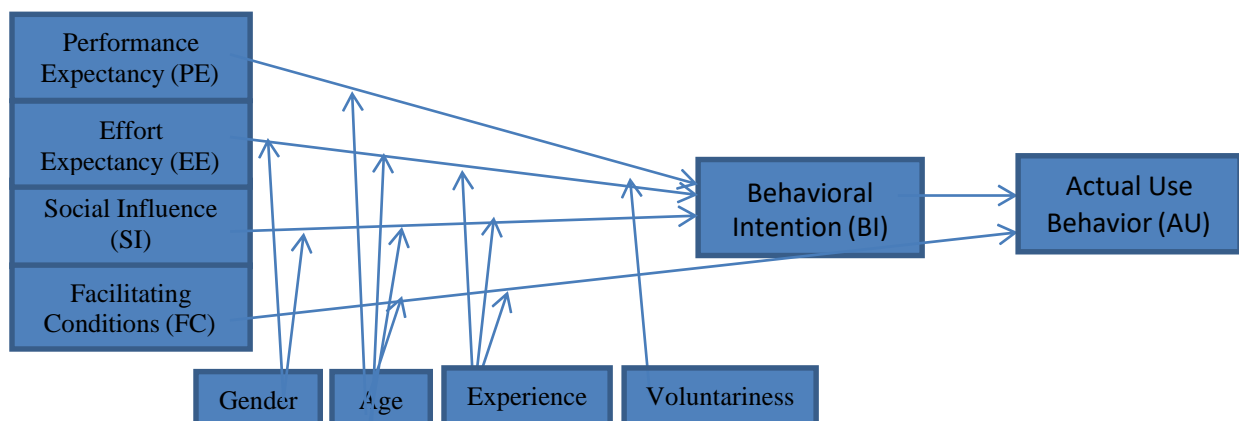 Performance
Expectancy (PE)
Effort
Expectancy (EE)
Social Influence
(SI)
Facilitating
Conditions (FC)
Behavioral
Intention (BI)
Actual Use
Behavior (AU)
Gender
Age
Experience
Voluntariness